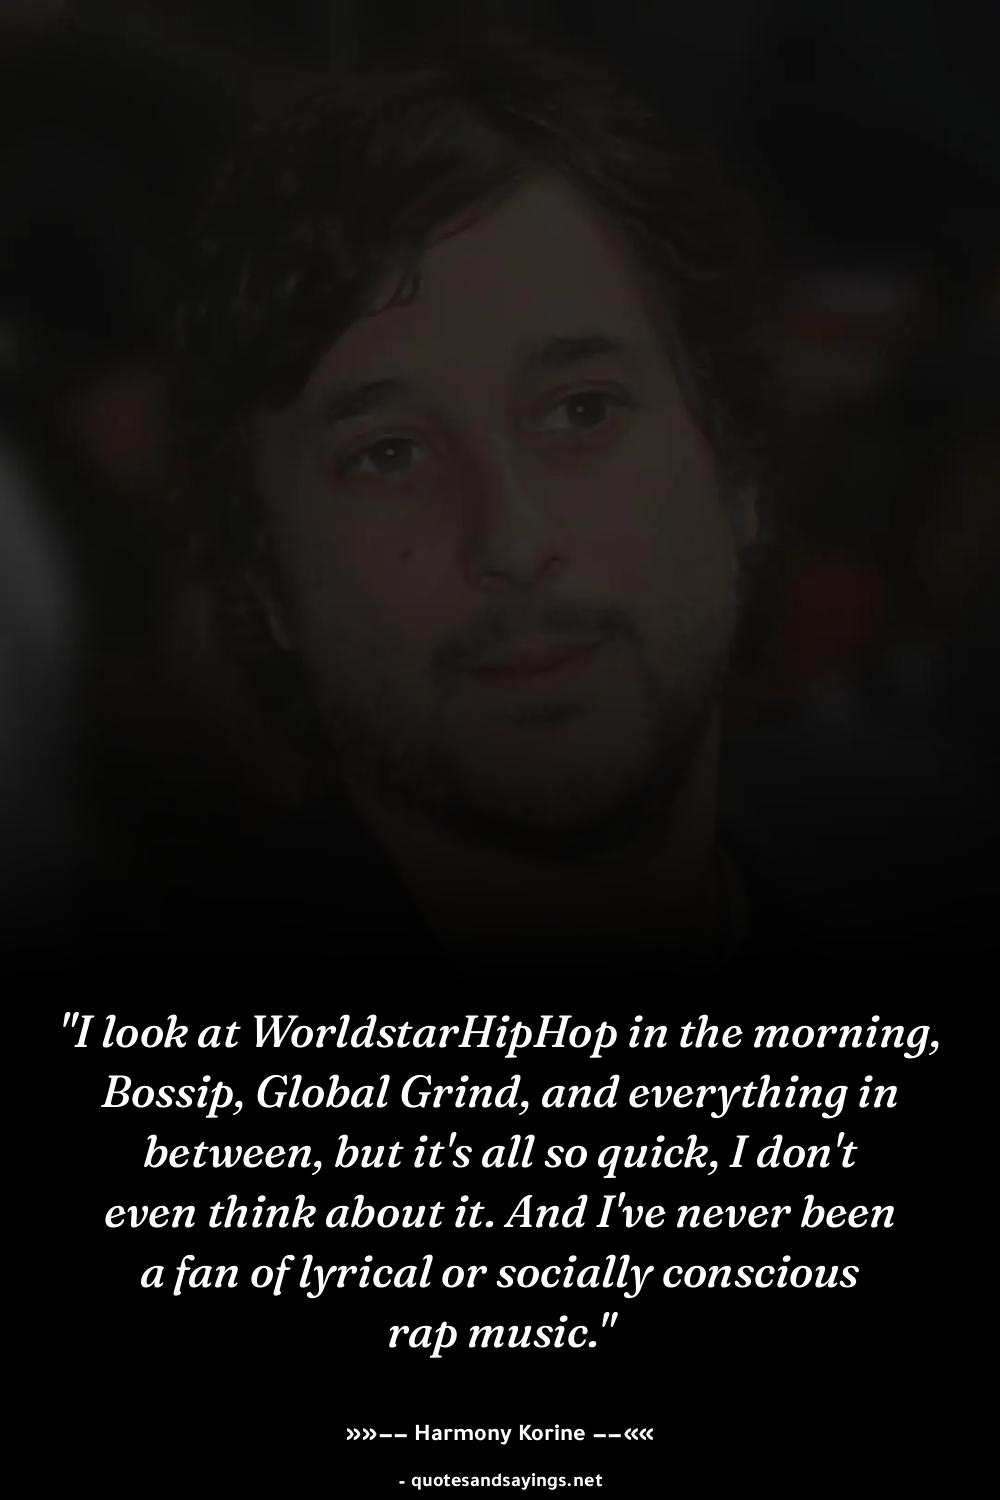 "I look at WorldstarHipHop in the morning,
Bossip, Global Grind, and everything in
between, but it's all so quick, I don't
even think about it. And I've never been
a fan of lyrical or socially conscious
rap music."
»»-- Harmony Korine --««
- quotesandsayings.net